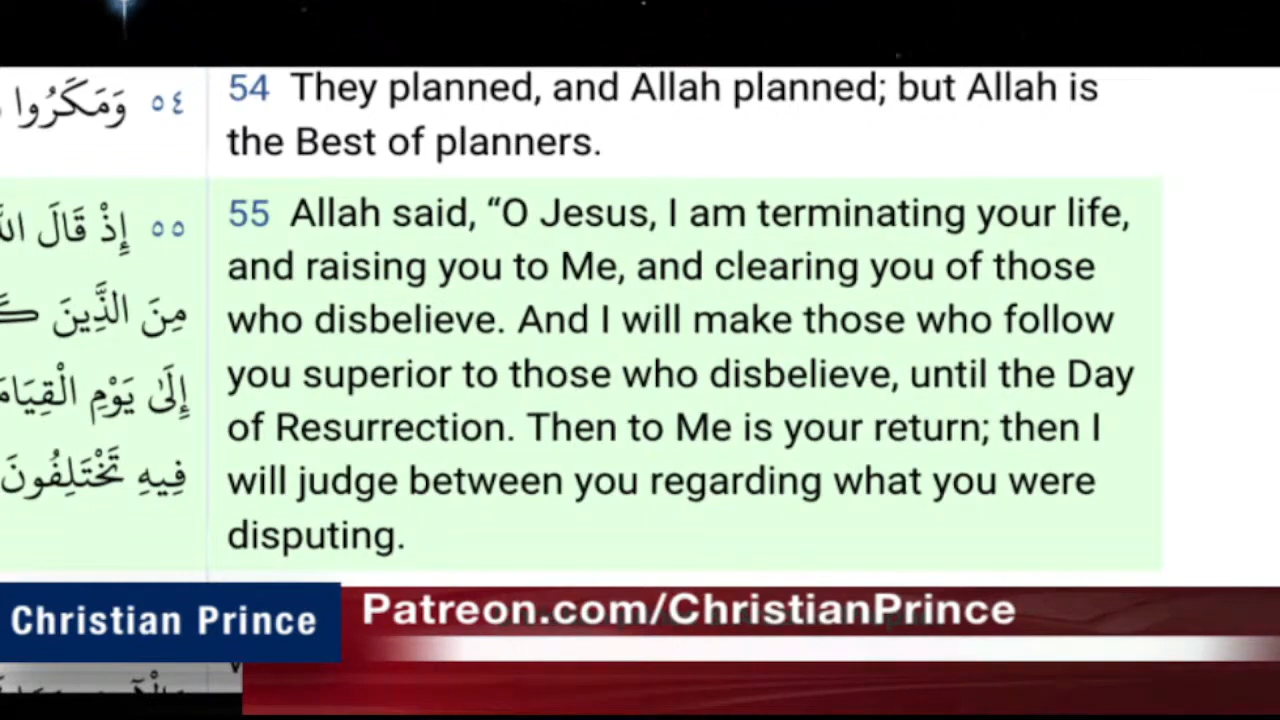 ٥٤ وَمَكَرُوا
54 They planned, and Allah planned; but Allah is
the Best of planners.
٥٥ إِذْ قَالَ
55 Allah said, “O Jesus, I am terminating your life,
and raising you to Me, and clearing you of those
مِنَ الَّذِينَ
who disbelieve. And I will make those who follow
you superior to those who disbelieve, until the Day
إِلَىٰ يَوْمِ
of Resurrection. Then to Me is your return; then I
فِيهِ تَخْتَلِفُونَ
will judge between you regarding what you were
disputing.
Christian Prince
Patreon.com/ChristianPrince